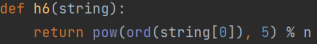 def h6(string):
    return pow(ord(string[0]), 5) % n